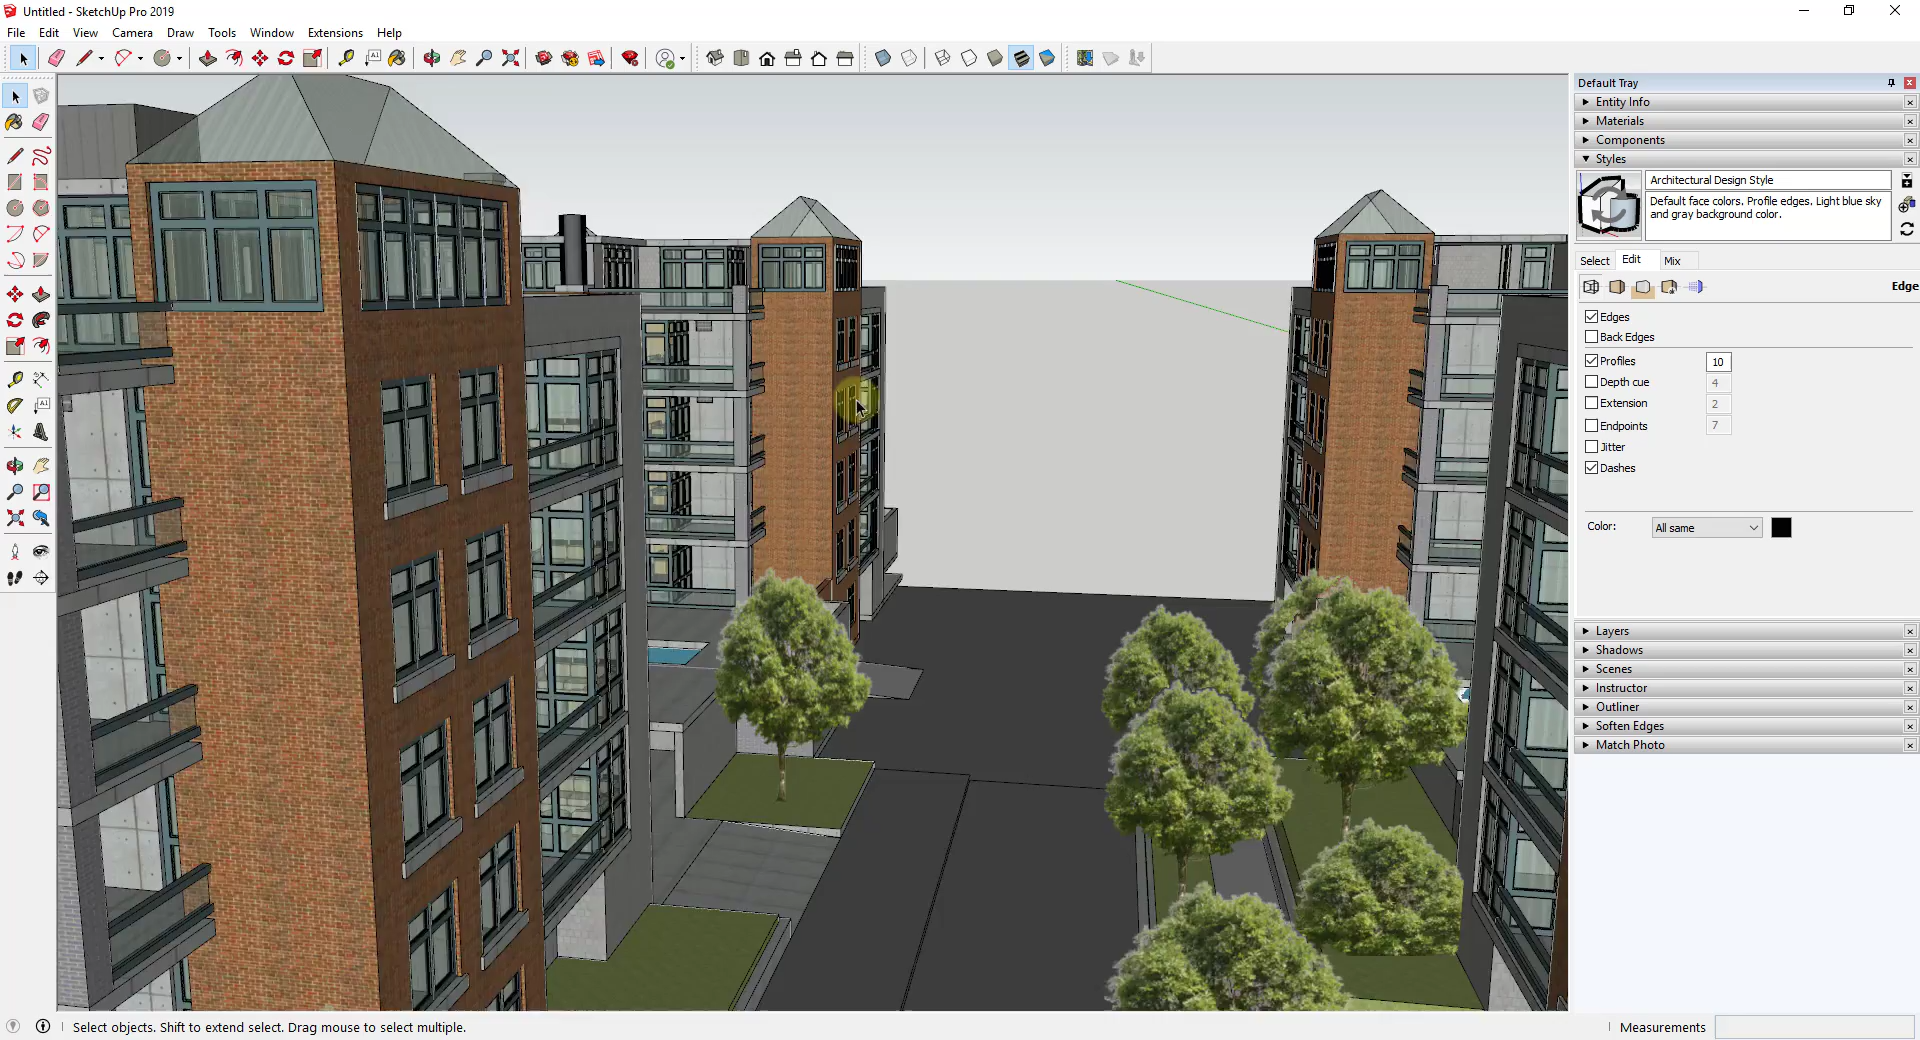 Untitled - SketchUp Pro 2019
File Edit View Camera Draw Tools Window Extensions Help
Default Tray
Entity Info
Materials
Components
Styles
Architectural Design Style
Default face colors. Profile edges. Light blue sky
and gray background color.
Select Edit Mix
Edge
Edges
Back Edges
Profiles 10
Depth cue 4
Extension 2
Endpoints 7
Jitter
Dashes
Color: All same
Layers
Shadows
Scenes
Instructor
Outliner
Soften Edges
Match Photo
Select objects. Shift to extend select. Drag mouse to select multiple.
Measurements